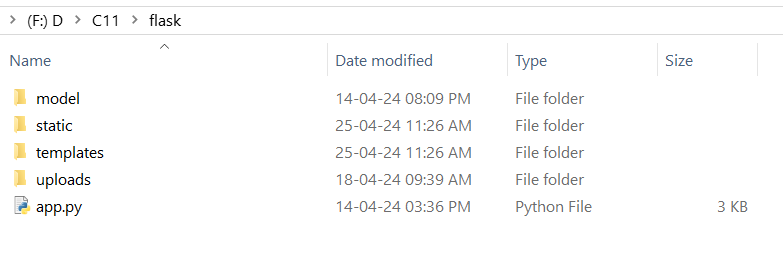 (F:) D > C11 > flask
Name Date modified Type Size
model 14-04-24 08:09 PM File folder
static 25-04-24 11:26 AM File folder
templates 25-04-24 11:26 AM File folder
uploads 18-04-24 09:39 AM File folder
app.py 14-04-24 03:36 PM Python File 3 KB